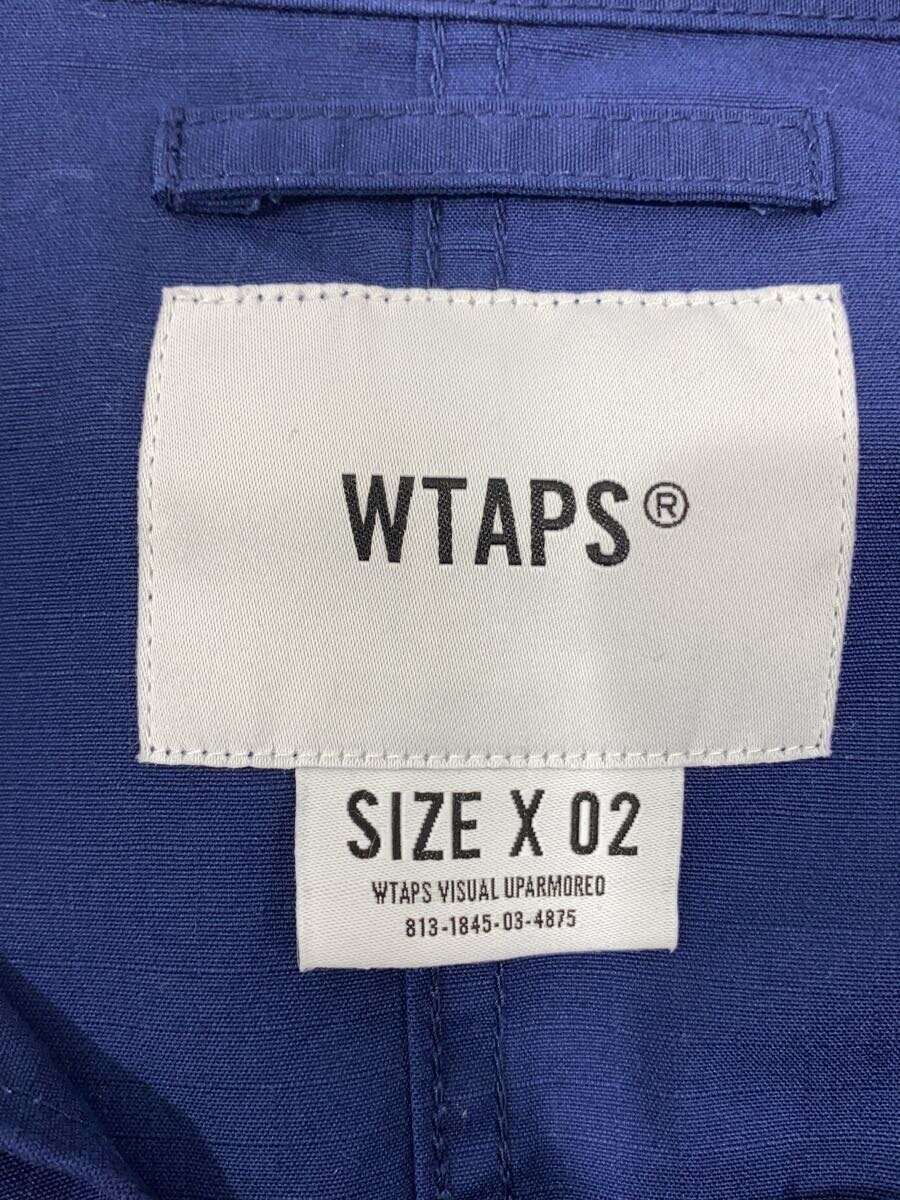 WTAPS®
SIZE X 02
WTAPS VISUAL UPARMORED
813-1845-03-4875